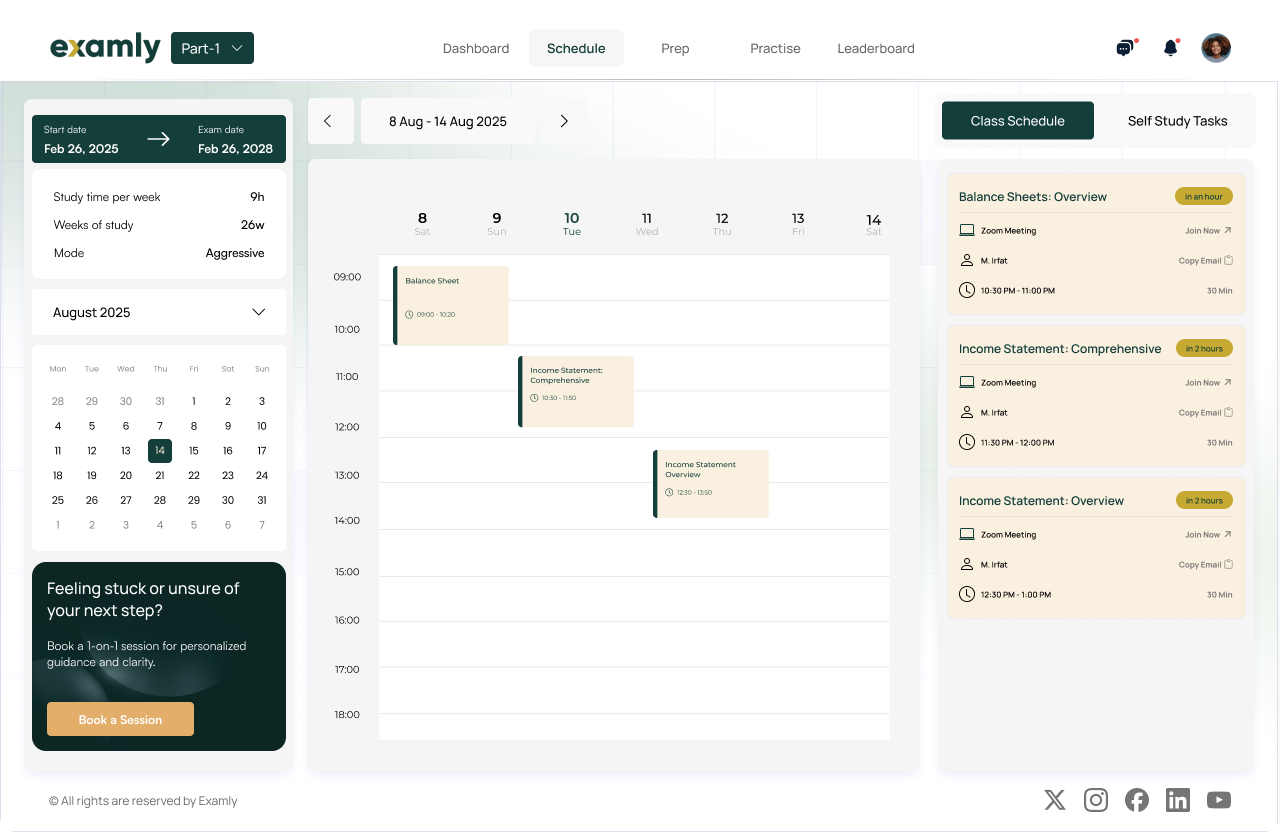 examly
Part-1
Dashboard
Schedule
Prep
Practise
Leaderboard
Start date
Feb 26, 2025
Exam date
Feb 26, 2028
Study time per week 9h
Weeks of study 26w
Mode Aggressive
August 2025
Mon Tue Wed Thu Fri Sat Sun
28 29 30 31 1 2 3
4 5 6 7 8 9 10
11 12 13 14 15 16 17
18 19 20 21 22 23 24
25 26 27 28 29 30 31
1 2 3 4 5 6 7
Feeling stuck or unsure of
your next step?
Book a 1-on-1 session for personalized
guidance and clarity.
Book a Session
8 Aug - 14 Aug 2025
8 9 10 11 12 13 14
Sat Sun Tue Wed Thu Fri Sat
09:00
10:00
11:00
12:00
13:00
14:00
15:00
16:00
17:00
18:00
Balance Sheet
09:00 - 10:20
Income Statement:
Comprehensive
10:30 - 11:50
Income Statement
Overview
12:30 - 13:50
Class Schedule
Self Study Tasks
Balance Sheets: Overview in an hour
Zoom Meeting Join Now
M. Irfat Copy Email
10:30 PM - 11:00 PM 30 Min
Income Statement: Comprehensive in 2 hours
Zoom Meeting Join Now
M. Irfat Copy Email
11:30 PM - 12:00 PM 30 Min
Income Statement: Overview in 2 hours
Zoom Meeting Join Now
M. Irfat Copy Email
12:30 PM - 1:00 PM 30 Min
© All rights are reserved by Examly